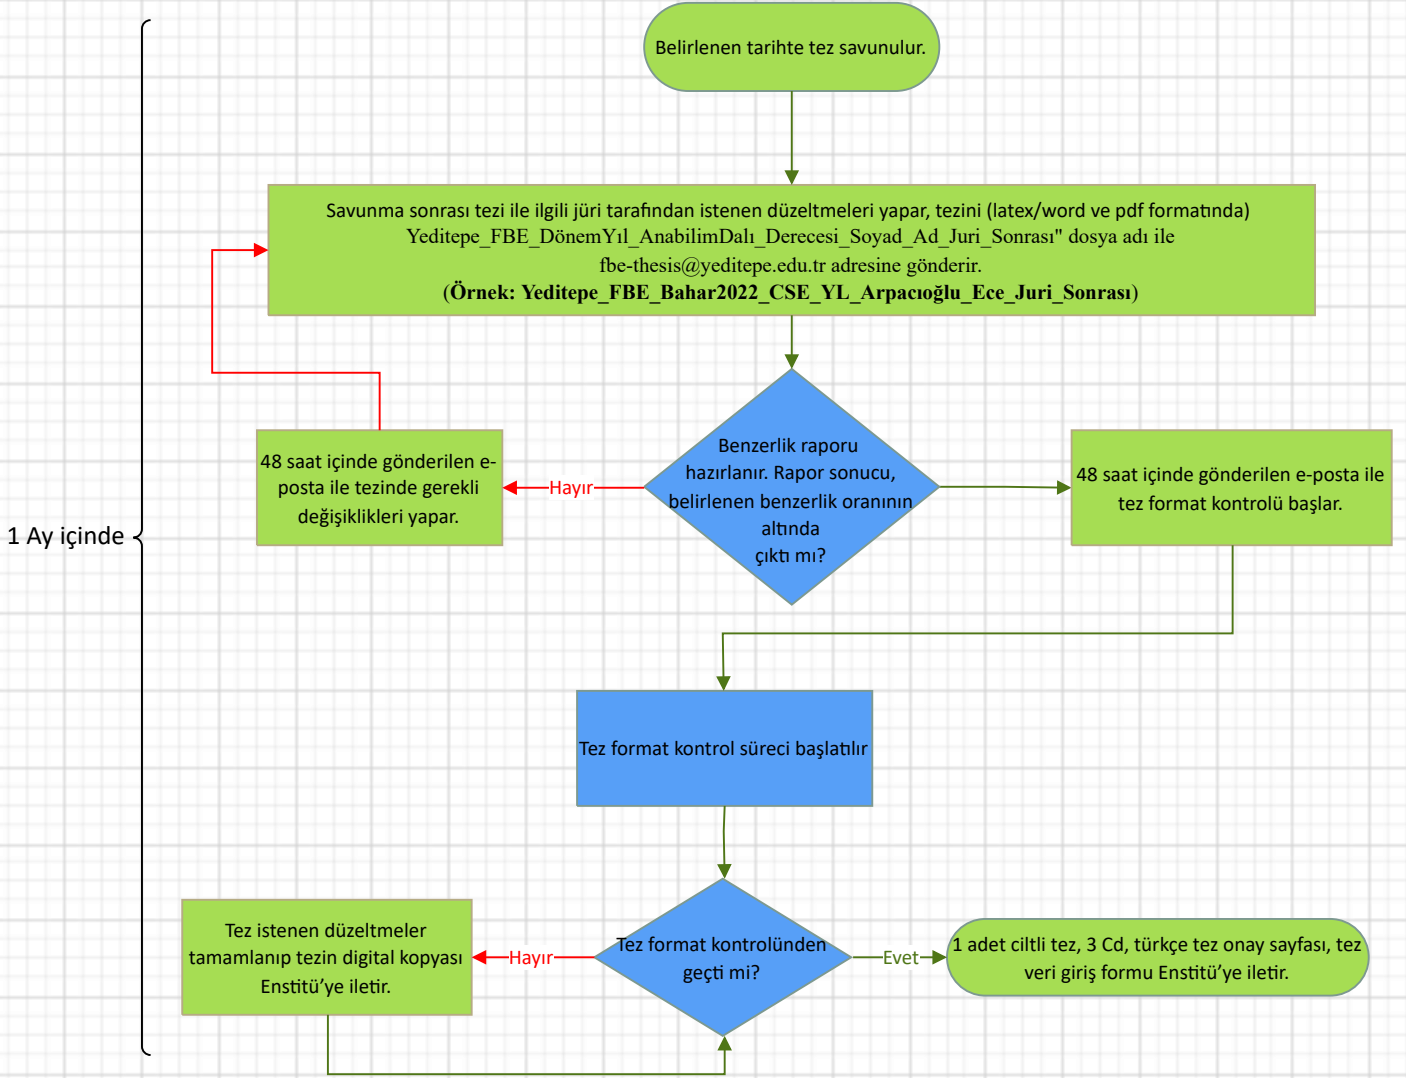 Belirlenen tarihte tez savunulur.
Savunma sonrası tezi ile ilgili jüri tarafından istenen düzeltmeleri yapar, tezini (latex/word ve pdf formatında)
Yeditepe_FBE_DönemYıl_AnabilimDalı_Derecesi_Soyad_Ad_Juri_Sonrası" dosya adı ile
fbe-thesis@yeditepe.edu.tr adresine gönderir.
(Örnek: Yeditepe_FBE_Bahar2022_CSE_YL_Arpacıoğlu_Ece_Juri_Sonrası)
Benzerlik raporu
hazırlanır. Rapor sonucu,
belirlenen benzerlik oranının
altında
çıktı mı?
Hayır
48 saat içinde gönderilen e-
posta ile tezinde gerekli
değişiklikleri yapar.
48 saat içinde gönderilen e-posta ile
tez format kontrolü başlar.
1 Ay içinde
Tez format kontrol süreci başlatılır
Tez format kontrolünden
geçti mi?
Hayır
Tez istenen düzeltmeler
tamamlanıp tezin digital kopyası
Enstitü’ye iletir.
Evet
1 adet ciltli tez, 3 Cd, türkçe tez onay sayfası, tez
veri giriş formu Enstitü’ye iletir.